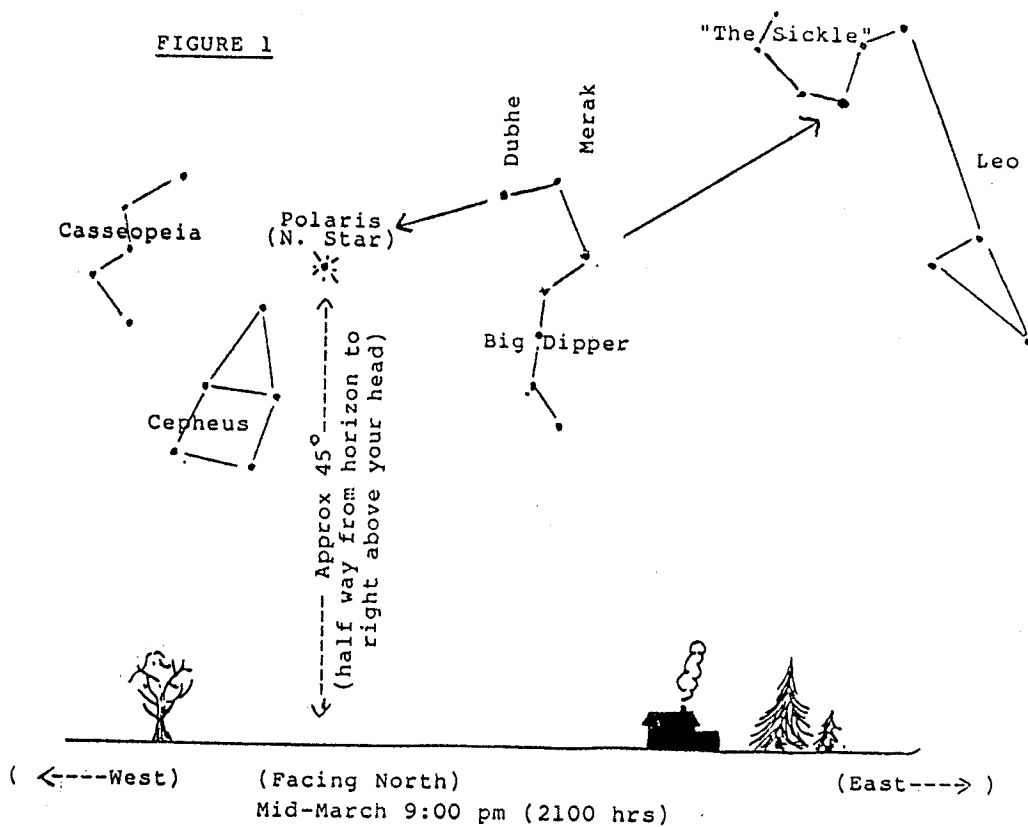 FIGURE 1
"The Sickle"
Dubhe
Merak
Leo
Casseopeia
Polaris
(N. Star)
Big Dipper
Cepheus
<---- Approx 45° ---->
(half way from horizon to
right above your head)
( <----West)
(Facing North)
(East----> )
Mid-March 9:00 pm (2100 hrs)